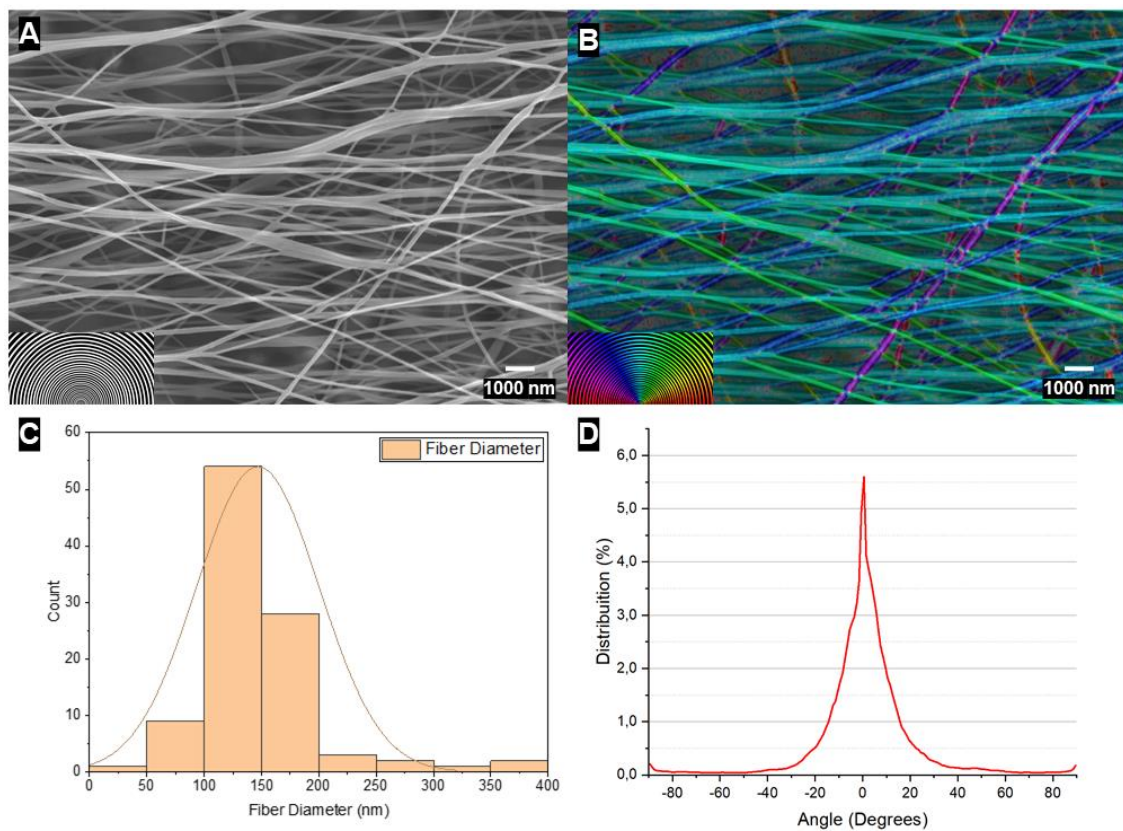 A
B
1000 nm
1000 nm
C
D
60
50
40
30
20
10
0
Count
0 50 100 150 200 250 300 350 400
Fiber Diameter (nm)
Fiber Diameter
6,0
5,0
4,0
3,0
2,0
1,0
0,0
Distribuition (%)
-80 -60 -40 -20 0 20 40 60 80
Angle (Degrees)